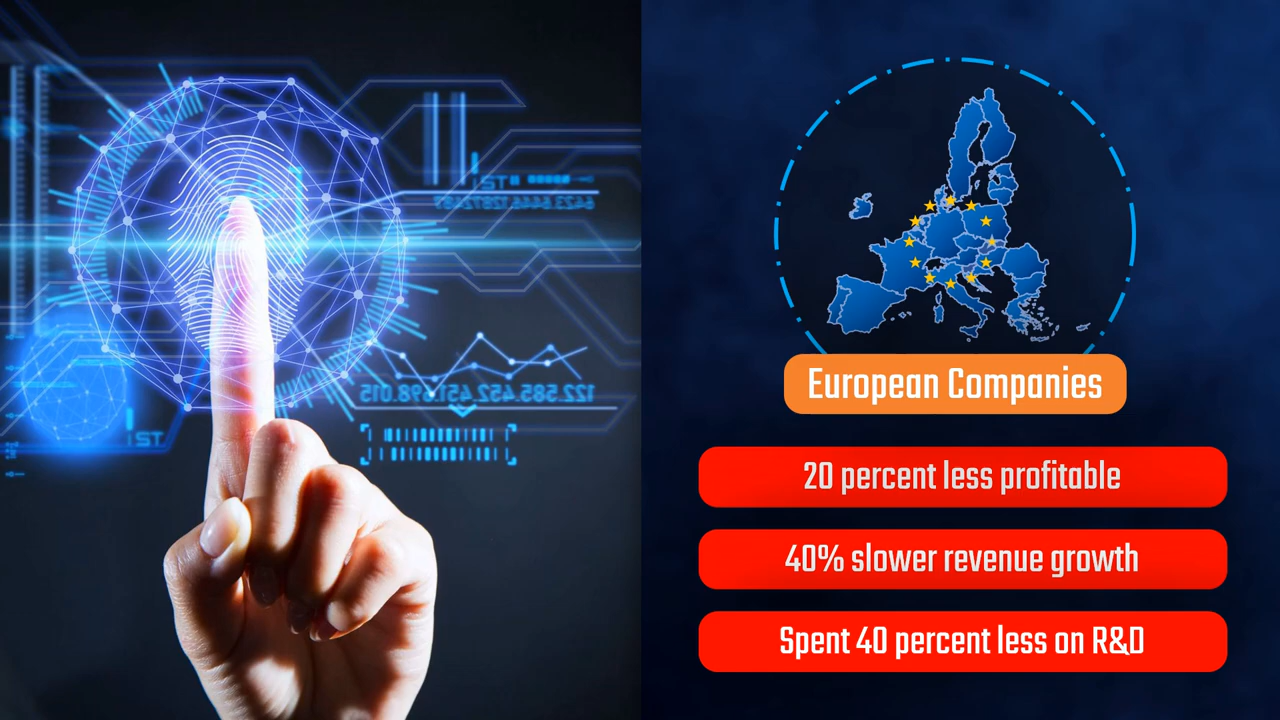 European Companies
20 percent less profitable
40% slower revenue growth
Spent 40 percent less on R&D